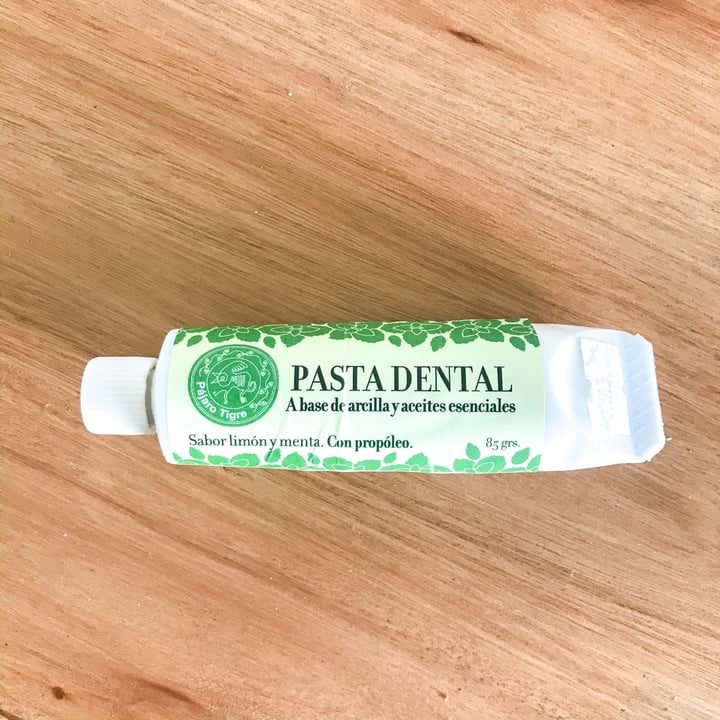 Pájaro Tigre
PASTA DENTAL
A base de arcilla y aceites esenciales
Sabor limón y menta. Con propóleo.
85 grs.